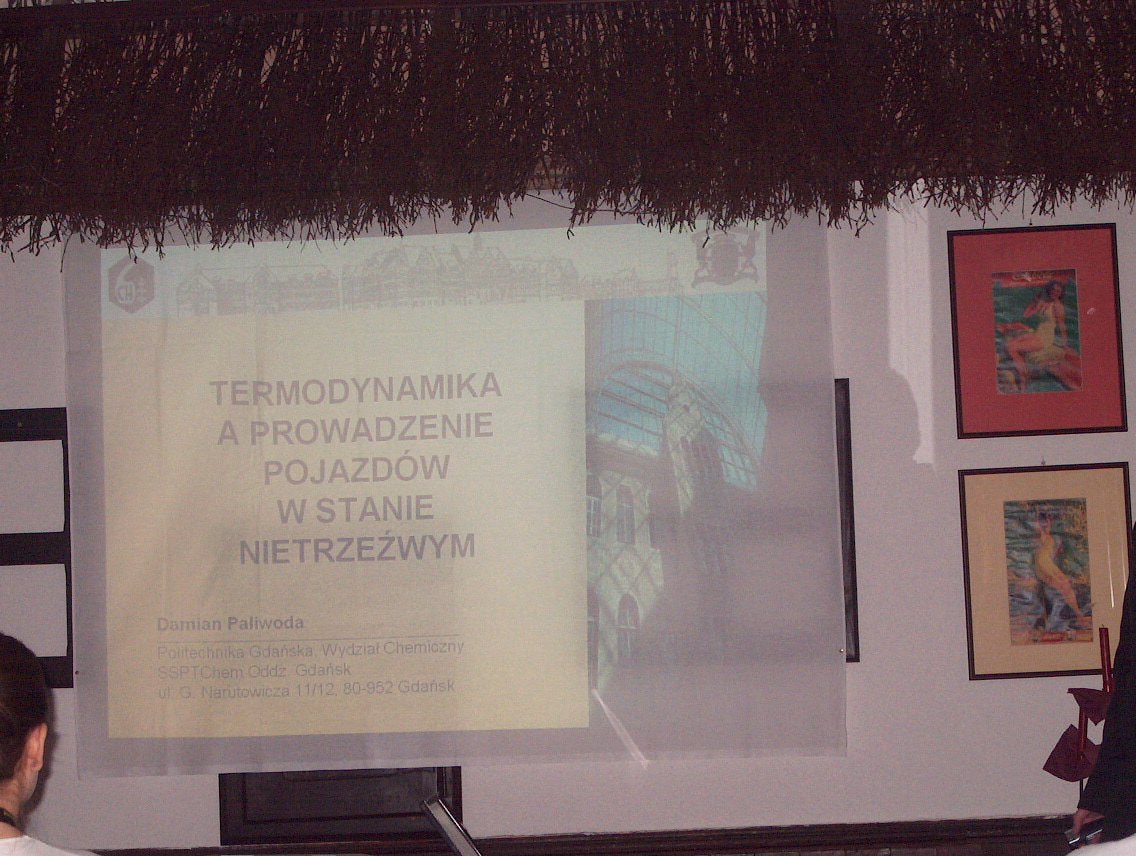 CH
TERMODYNAMIKA
A PROWADZENIE
POJAZDÓW
W STANIE
NIETRZEŹWYM
Damian Paliwoda
Politechnika Gdańska, Wydział Chemiczny
SSPTChem Oddz. Gdańsk
ul. G. Narutowicza 11/12, 80-952 Gdańsk